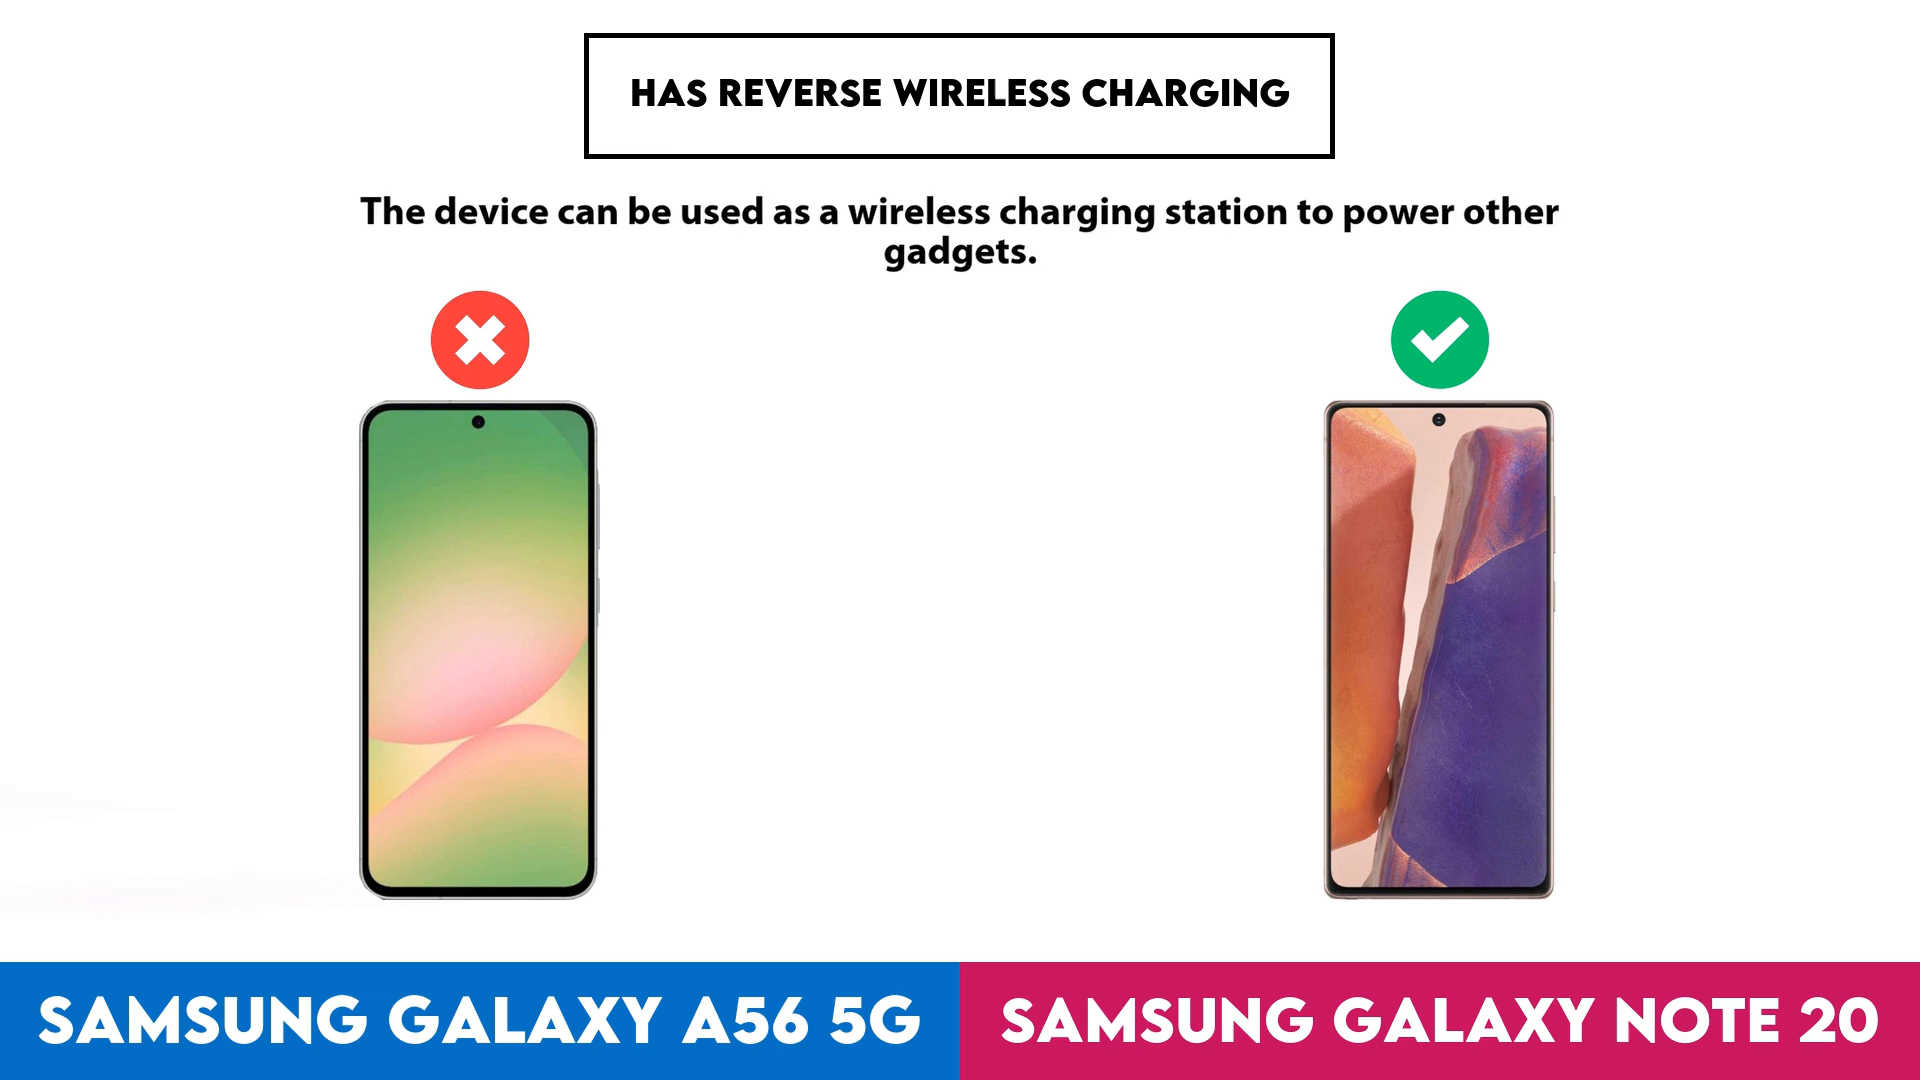 HAS REVERSE WIRELESS CHARGING
The device can be used as a wireless charging station to power other
gadgets.
SAMSUNG GALAXY A56 5G
SAMSUNG GALAXY NOTE 20